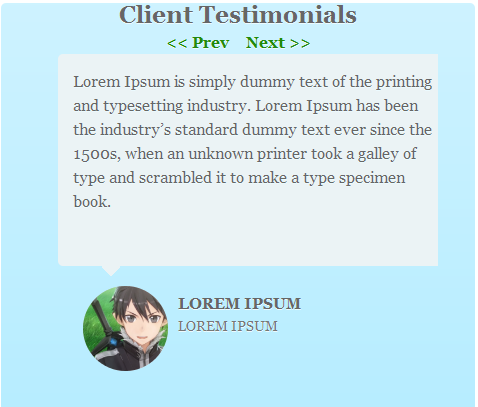 Client Testimonials
<< Prev Next >>
Lorem Ipsum is simply dummy text of the printing
and typesetting industry. Lorem Ipsum has been
the industry’s standard dummy text ever since the
1500s, when an unknown printer took a galley of
type and scrambled it to make a type specimen
book.
LOREM IPSUM
LOREM IPSUM